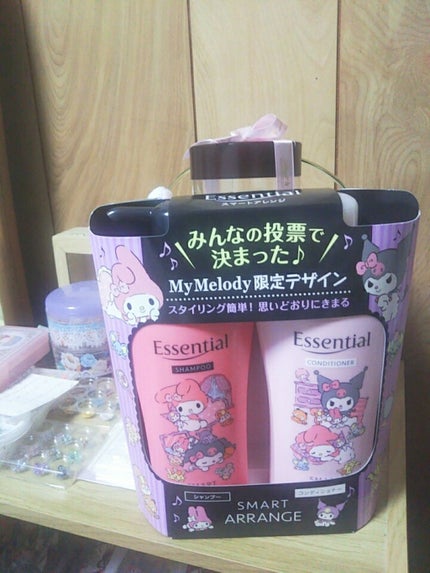 Essential
スマートアレンジ
みんなの投票で
決まった♪
MyMelody限定デザイン
スタイリング簡単!思いどおりにきまる
Essential
SHAMPOO
Essential
CONDITIONER
シャンプー
コンディショナー
SMART
ARRANGE